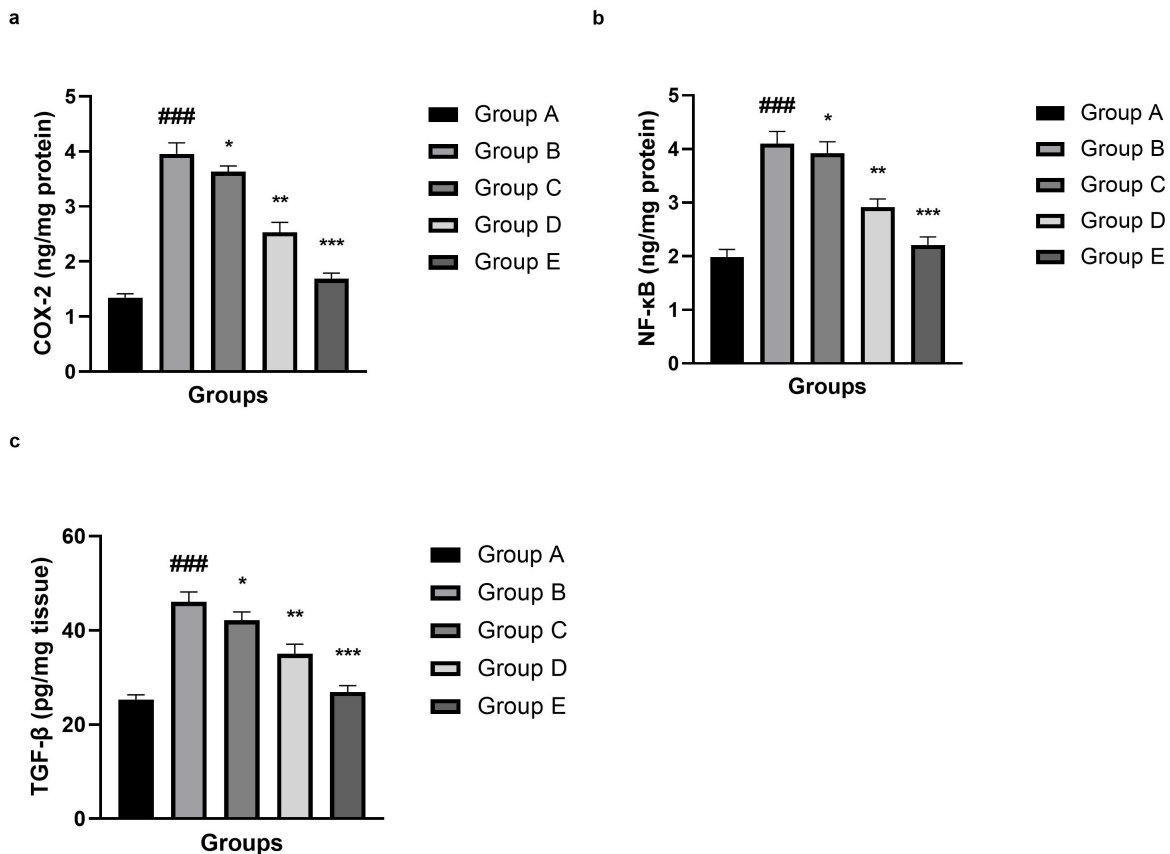 a
COX-2 (ng/mg protein)
5
4
3
2
1
0
###
*
**
***
Groups
Group A
Group B
Group C
Group D
Group E
b
NF-κB (ng/mg protein)
5
4
3
2
1
0
###
*
**
***
Groups
Group A
Group B
Group C
Group D
Group E
c
TGF-β (pg/mg tissue)
60
40
20
0
###
*
**
***
Groups
Group A
Group B
Group C
Group D
Group E